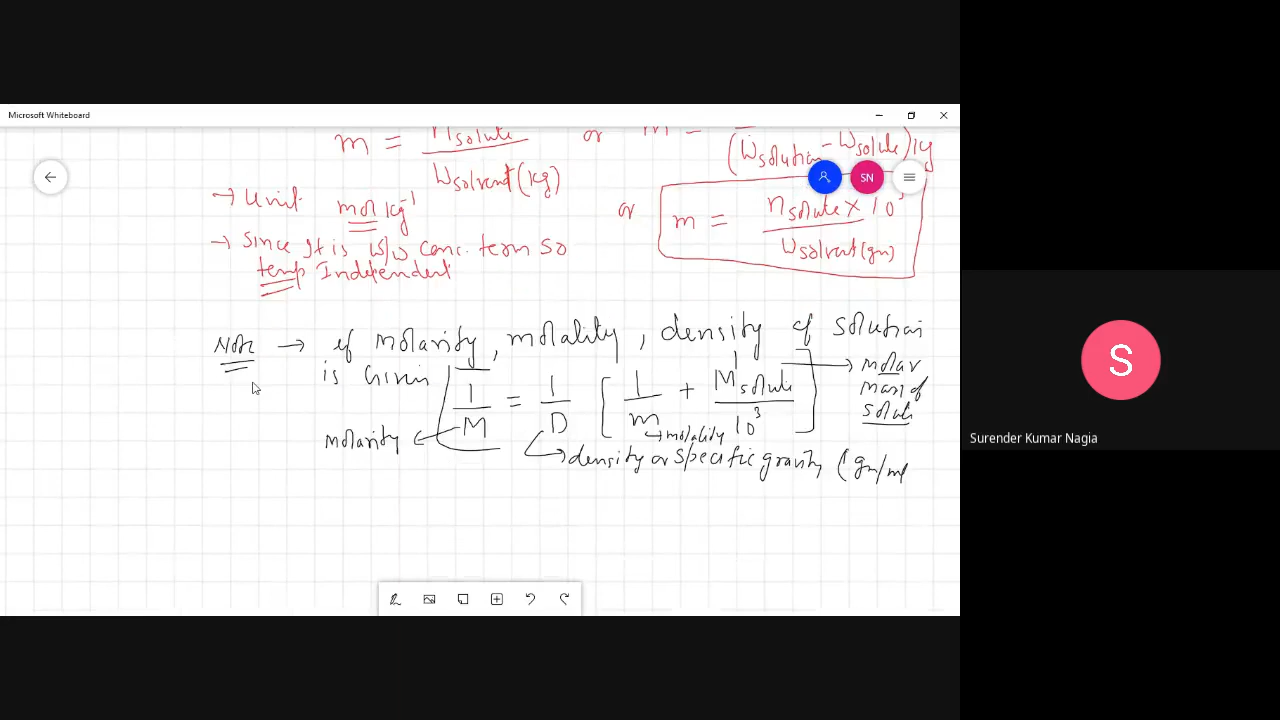 Microsoft Whiteboard
m = nsolute / Wsolvent (kg) or m = (Wsolution - Wsolute) kg
→ Unit mol kg⁻¹
or m = nsolute × 10³ / Wsolvent (gm)
→ Since It is W/W Conc. term So
temp Independent
Note → if molarity, molality, density of solution
is Given 1/M = 1/D [ 1/m + M'solute/10³ ] → molar
mass of
solute
molarity
→ molality
→ density or specific gravity (gm/ml
SN
S
Surender Kumar Nagia